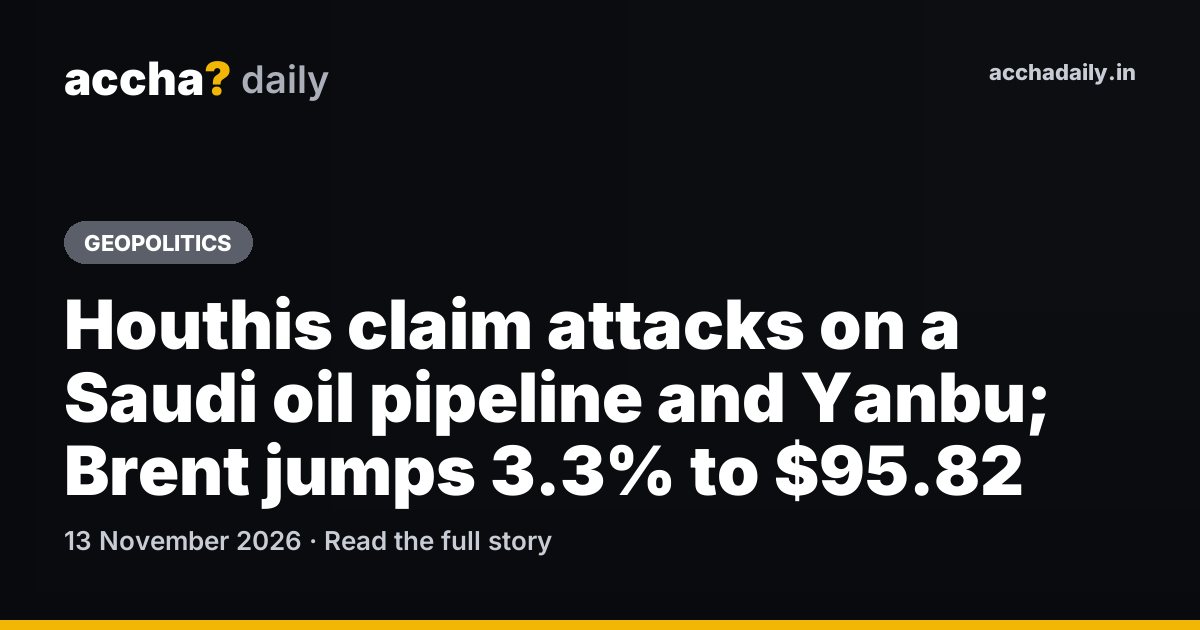 accha? daily
acchadaily.in
GEOPOLITICS
Houthis claim attacks on a
Saudi oil pipeline and Yanbu;
Brent jumps 3.3% to $95.82
13 November 2026 · Read the full story